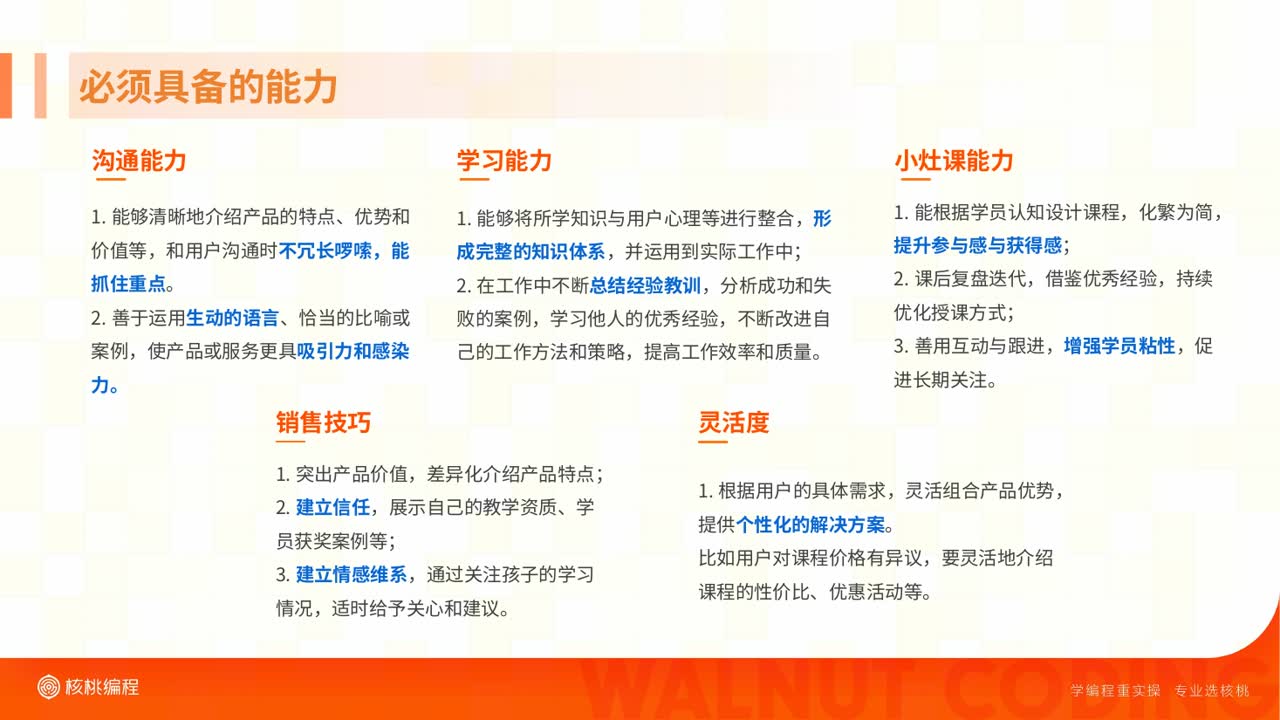 必须具备的能力
沟通能力
1. 能够清晰地介绍产品的特点、优势和
价值等，和用户沟通时不冗长啰嗦，能
抓住重点。
2. 善于运用生动的语言、恰当的比喻或
案例，使产品或服务更具吸引力和感染
力。
学习能力
1. 能够将所学知识与用户心理等进行整合，形
成完整的知识体系，并运用到实际工作中；
2. 在工作中不断总结经验教训，分析成功和失
败的案例，学习他人的优秀经验，不断改进自
己的工作方法和策略，提高工作效率和质量。
小灶课能力
1. 能根据学员认知设计课程，化繁为简，
提升参与感与获得感；
2. 课后复盘迭代，借鉴优秀经验，持续
优化授课方式；
3. 善用互动与跟进，增强学员粘性，促
进长期关注。
销售技巧
1. 突出产品价值，差异化介绍产品特点；
2. 建立信任，展示自己的教学资质、学
员获奖案例等；
3. 建立情感维系，通过关注孩子的学习
情况，适时给予关心和建议。
灵活度
1. 根据用户的具体需求，灵活组合产品优势，
提供个性化的解决方案。
比如用户对课程价格有异议，要灵活地介绍
课程的性价比、优惠活动等。
核桃编程
WALNUT CODING
学编程重实操 专业选核桃